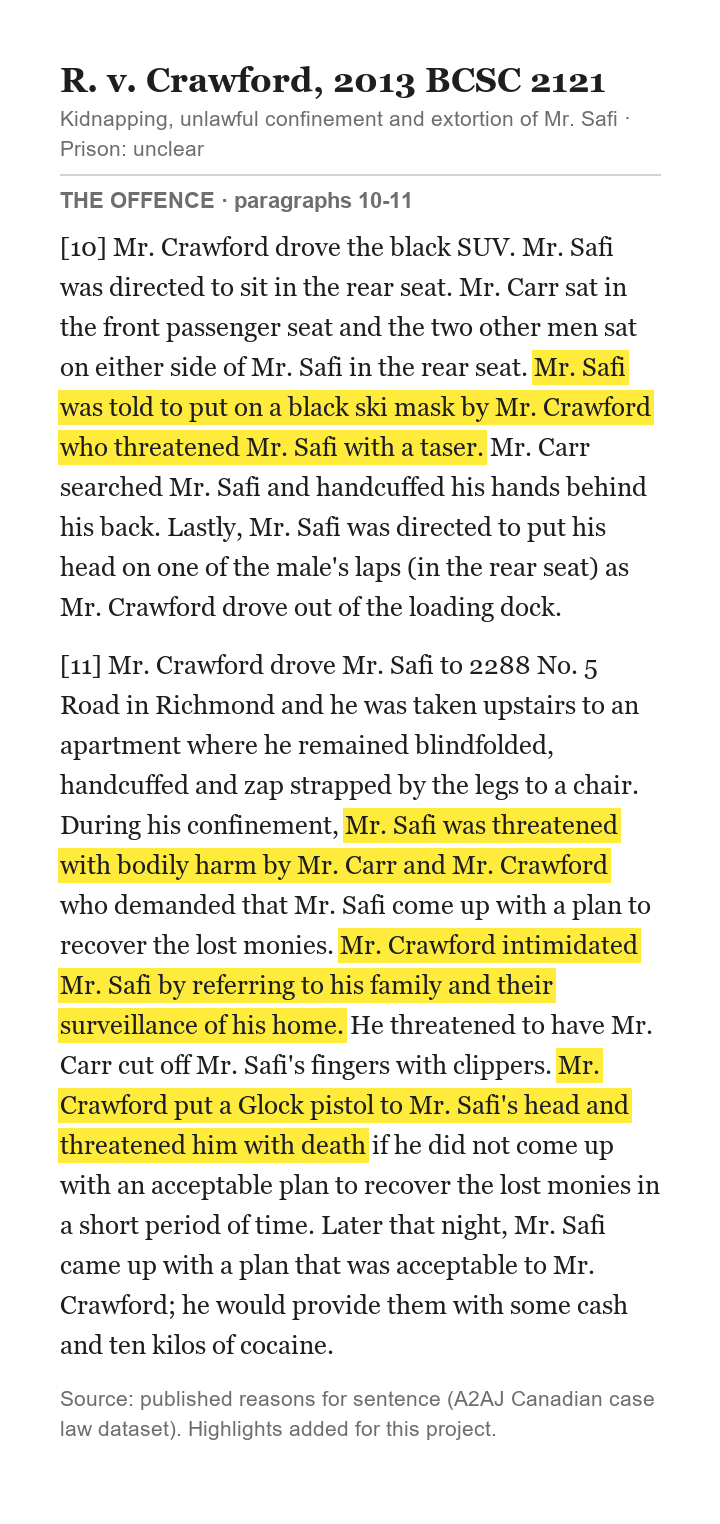 R. v. Crawford, 2013 BCSC 2121
Kidnapping, unlawful confinement and extortion of Mr. Safi ·
Prison: unclear
THE OFFENCE · paragraphs 10-11
[10] Mr. Crawford drove the black SUV. Mr. Safi
was directed to sit in the rear seat. Mr. Carr sat in
the front passenger seat and the two other men sat
on either side of Mr. Safi in the rear seat. Mr. Safi
was told to put on a black ski mask by Mr. Crawford
who threatened Mr. Safi with a taser. Mr. Carr
searched Mr. Safi and handcuffed his hands behind
his back. Lastly, Mr. Safi was directed to put his
head on one of the male's laps (in the rear seat) as
Mr. Crawford drove out of the loading dock.
[11] Mr. Crawford drove Mr. Safi to 2288 No. 5
Road in Richmond and he was taken upstairs to an
apartment where he remained blindfolded,
handcuffed and zap strapped by the legs to a chair.
During his confinement, Mr. Safi was threatened
with bodily harm by Mr. Carr and Mr. Crawford
who demanded that Mr. Safi come up with a plan to
recover the lost monies. Mr. Crawford intimidated
Mr. Safi by referring to his family and their
surveillance of his home. He threatened to have Mr.
Carr cut off Mr. Safi's fingers with clippers. Mr.
Crawford put a Glock pistol to Mr. Safi's head and
threatened him with death if he did not come up
with an acceptable plan to recover the lost monies in
a short period of time. Later that night, Mr. Safi
came up with a plan that was acceptable to Mr.
Crawford; he would provide them with some cash
and ten kilos of cocaine.
Source: published reasons for sentence (A2AJ Canadian case
law dataset). Highlights added for this project.